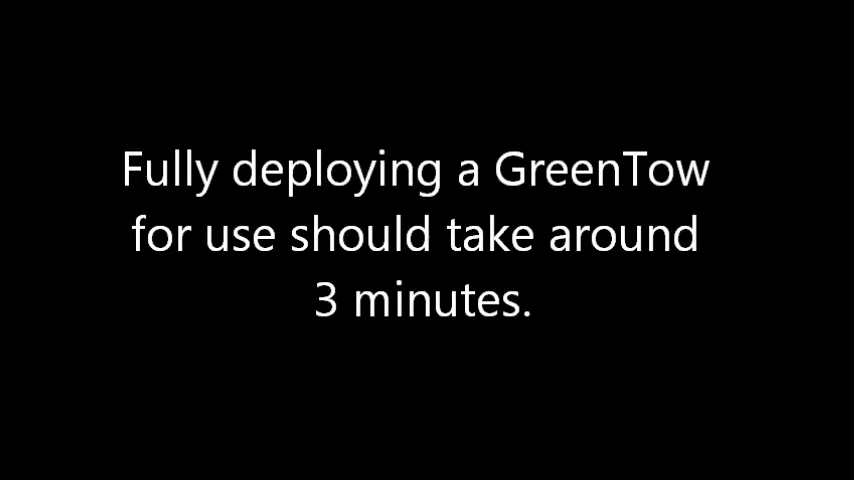 Fully deploying a GreenTow
for use should take around
3 minutes.